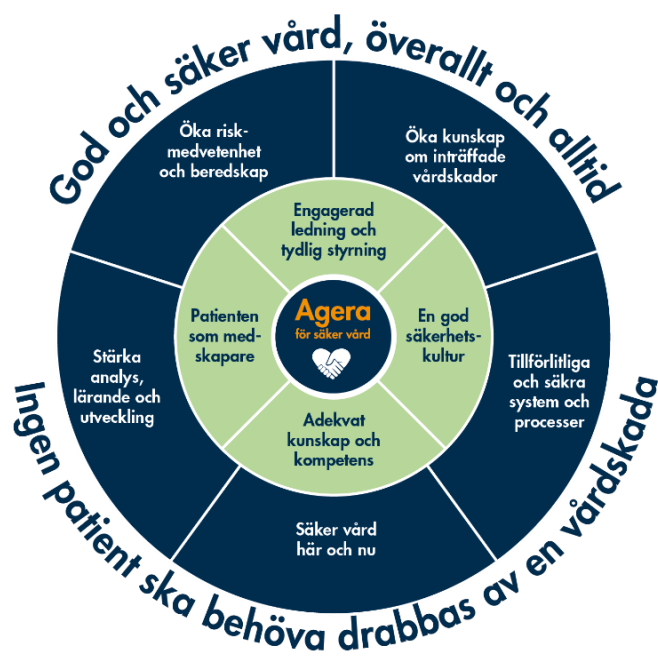 God och säker vård, överallt och alltid
Öka risk-
medvetenhet
och beredskap
Öka kunskap
om inträffade
vårdskador
Engagerad
ledning och
tydlig styrning
Patienten
som med-
skapare
Agera
för säker vård
En god
säkerhets-
kultur
Stärka
analys,
lärande och
utveckling
Tillförlitliga
och säkra
system och
processer
Adekvat
kunskap och
kompetens
Säker vård
här och nu
Ingen patient ska behöva drabbas av en vårdskada